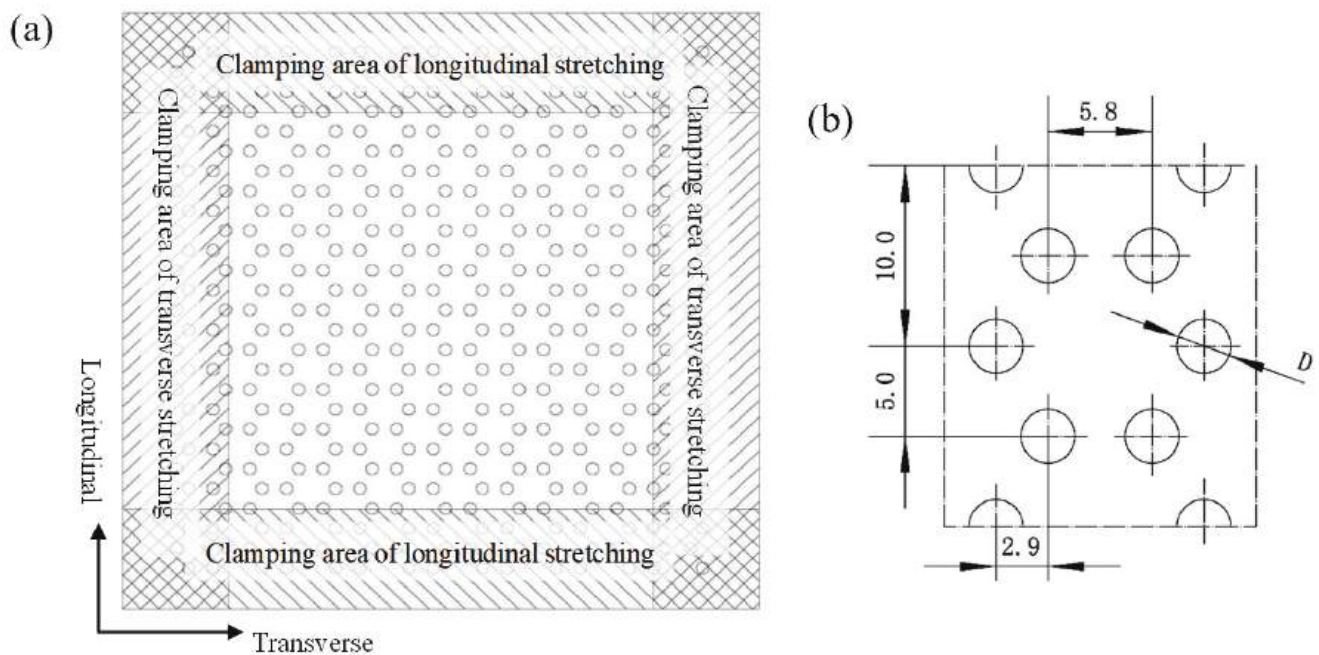 (a)
Clamping area of longitudinal stretching
Clamping area of transverse stretching
Clamping area of transverse stretching
Clamping area of longitudinal stretching
Longitudinal
Transverse
(b)
5.8
10.0
5.0
D
2.9